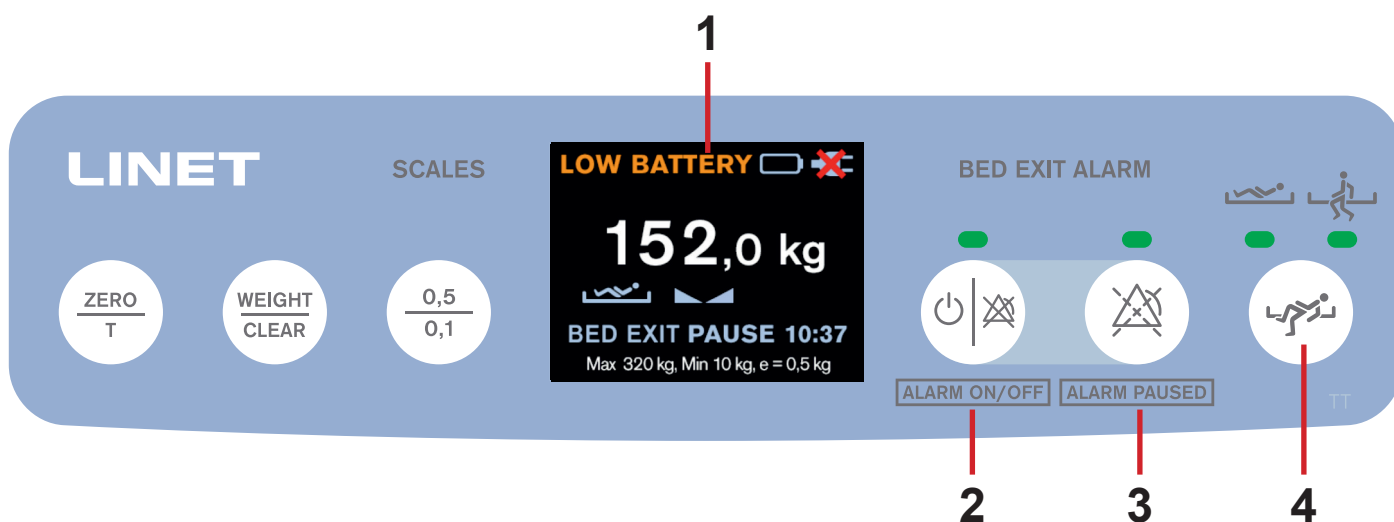 1
LINET
SCALES
LOW BATTERY
BED EXIT ALARM
152,0 kg
ZERO
T
WEIGHT
CLEAR
0,5
0,1
BED EXIT PAUSE 10:37
Max 320 kg, Min 10 kg, e = 0,5 kg
ALARM ON/OFF
ALARM PAUSED
TT
2
3
4